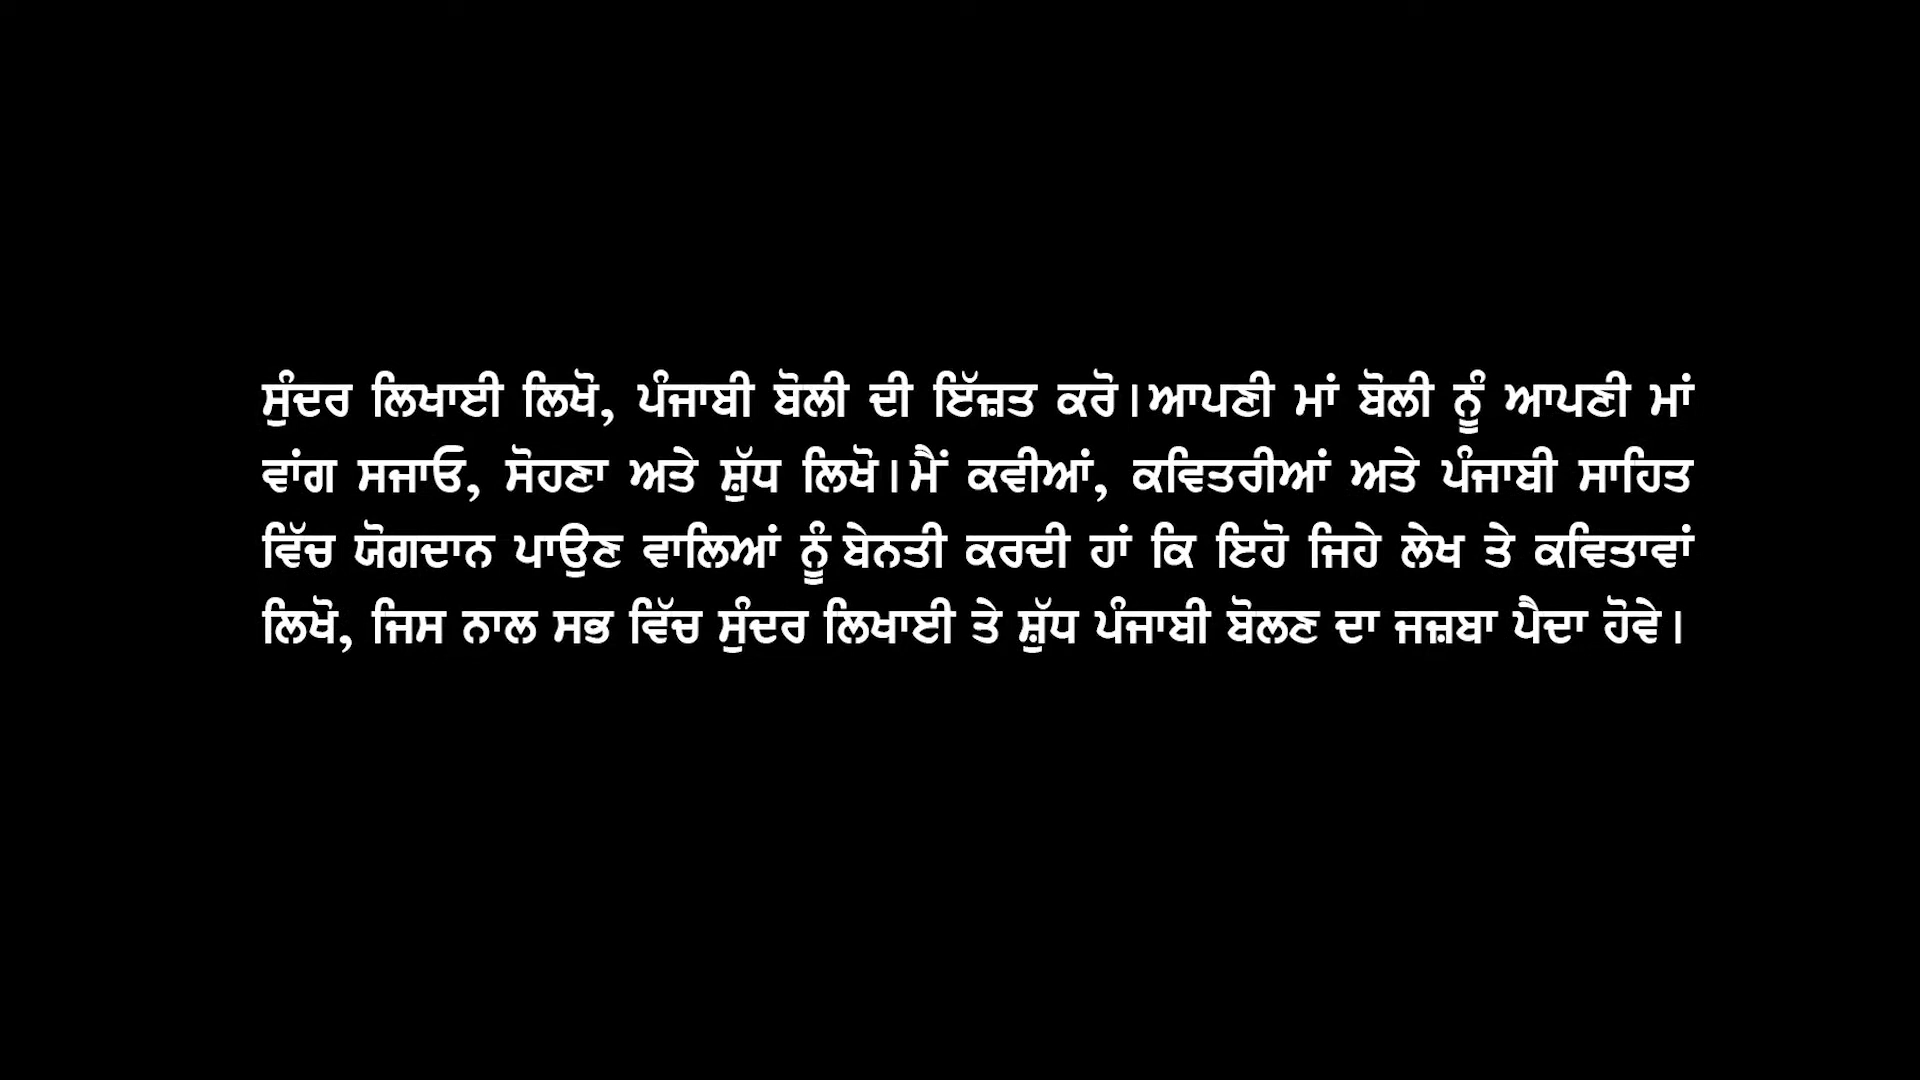 ਸੁੰਦਰ ਲਿਖਾਈ ਲਿਖੋ, ਪੰਜਾਬੀ ਬੋਲੀ ਦੀ ਇੱਜ਼ਤ ਕਰੋ।ਆਪਣੀ ਮਾਂ ਬੋਲੀ ਨੂੰ ਆਪਣੀ ਮਾਂ
ਵਾਂਗ ਸਜਾਓ, ਸੋਹਣਾ ਅਤੇ ਸ਼ੁੱਧ ਲਿਖੋ।ਮੈਂ ਕਵੀਆਂ, ਕਵਿਤਰੀਆਂ ਅਤੇ ਪੰਜਾਬੀ ਸਾਹਿਤ
ਵਿੱਚ ਯੋਗਦਾਨ ਪਾਉਣ ਵਾਲਿਆਂ ਨੂੰ ਬੇਨਤੀ ਕਰਦੀ ਹਾਂ ਕਿ ਇਹੋ ਜਿਹੇ ਲੇਖ ਤੇ ਕਵਿਤਾਵਾਂ
ਲਿਖੋ, ਜਿਸ ਨਾਲ ਸਭ ਵਿੱਚ ਸੁੰਦਰ ਲਿਖਾਈ ਤੇ ਸ਼ੁੱਧ ਪੰਜਾਬੀ ਬੋਲਣ ਦਾ ਜਜ਼ਬਾ ਪੈਦਾ ਹੋਵੇ।